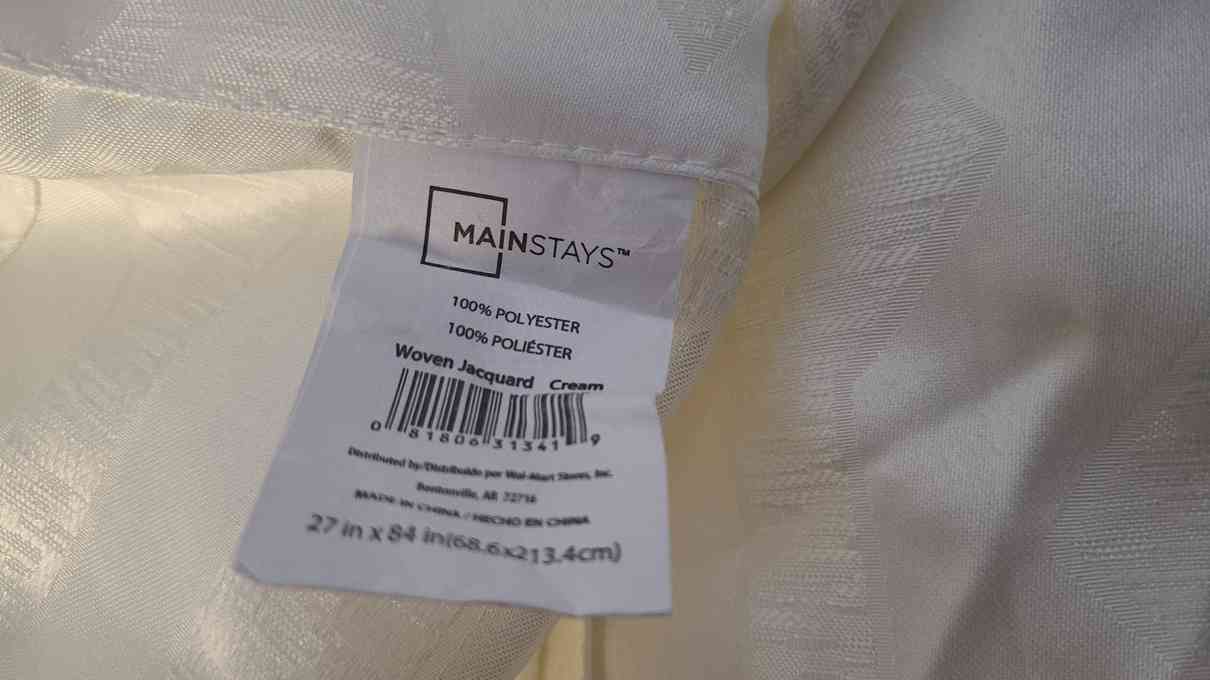 MAINSTAYS™
100% POLYESTER
100% POLIÉSTER
Woven Jacquard Cream
0 81806 31341 9
Distributed by/Distribuido por Wal-Mart Stores, Inc.
Bentonville, AR 72716
MADE IN CHINA / HECHO EN CHINA
27 in x 84 in(68.6x213.4cm)